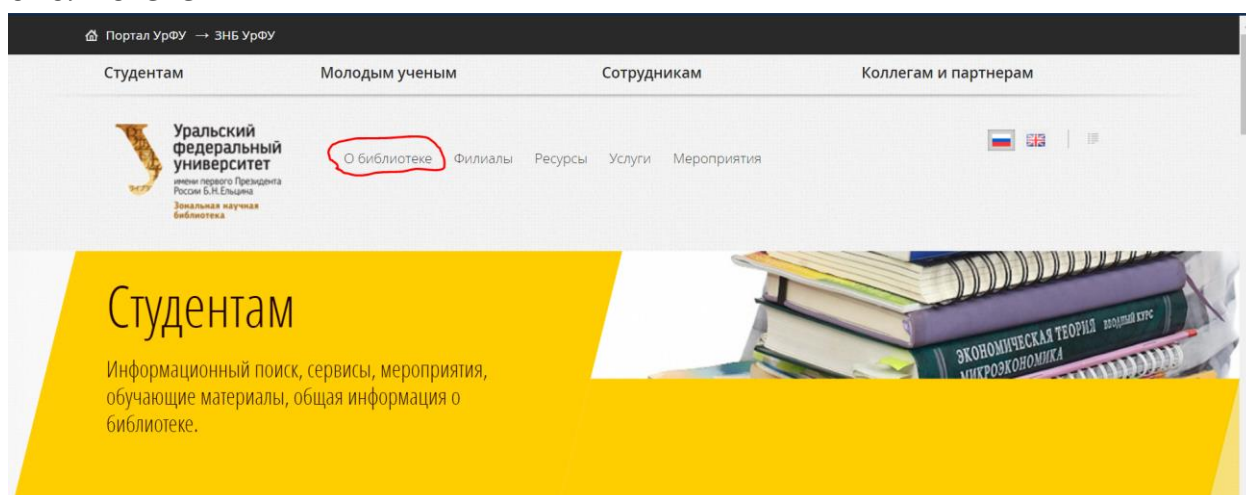 Портал УрФУ → ЗНБ УрФУ
Студентам Молодым ученым Сотрудникам Коллегам и партнерам
Уральский
федеральный
университет
имени первого Президента
России Б.Н.Ельцина
Зональная научная
библиотека
О библиотеке Филиалы Ресурсы Услуги Мероприятия
Студентам
Информационный поиск, сервисы, мероприятия,
обучающие материалы, общая информация о
библиотеке.
ЭКОНОМИЧЕСКАЯ ТЕОРИЯ ВВОДНЫЙ КУРС
МИКРОЭКОНОМИКА